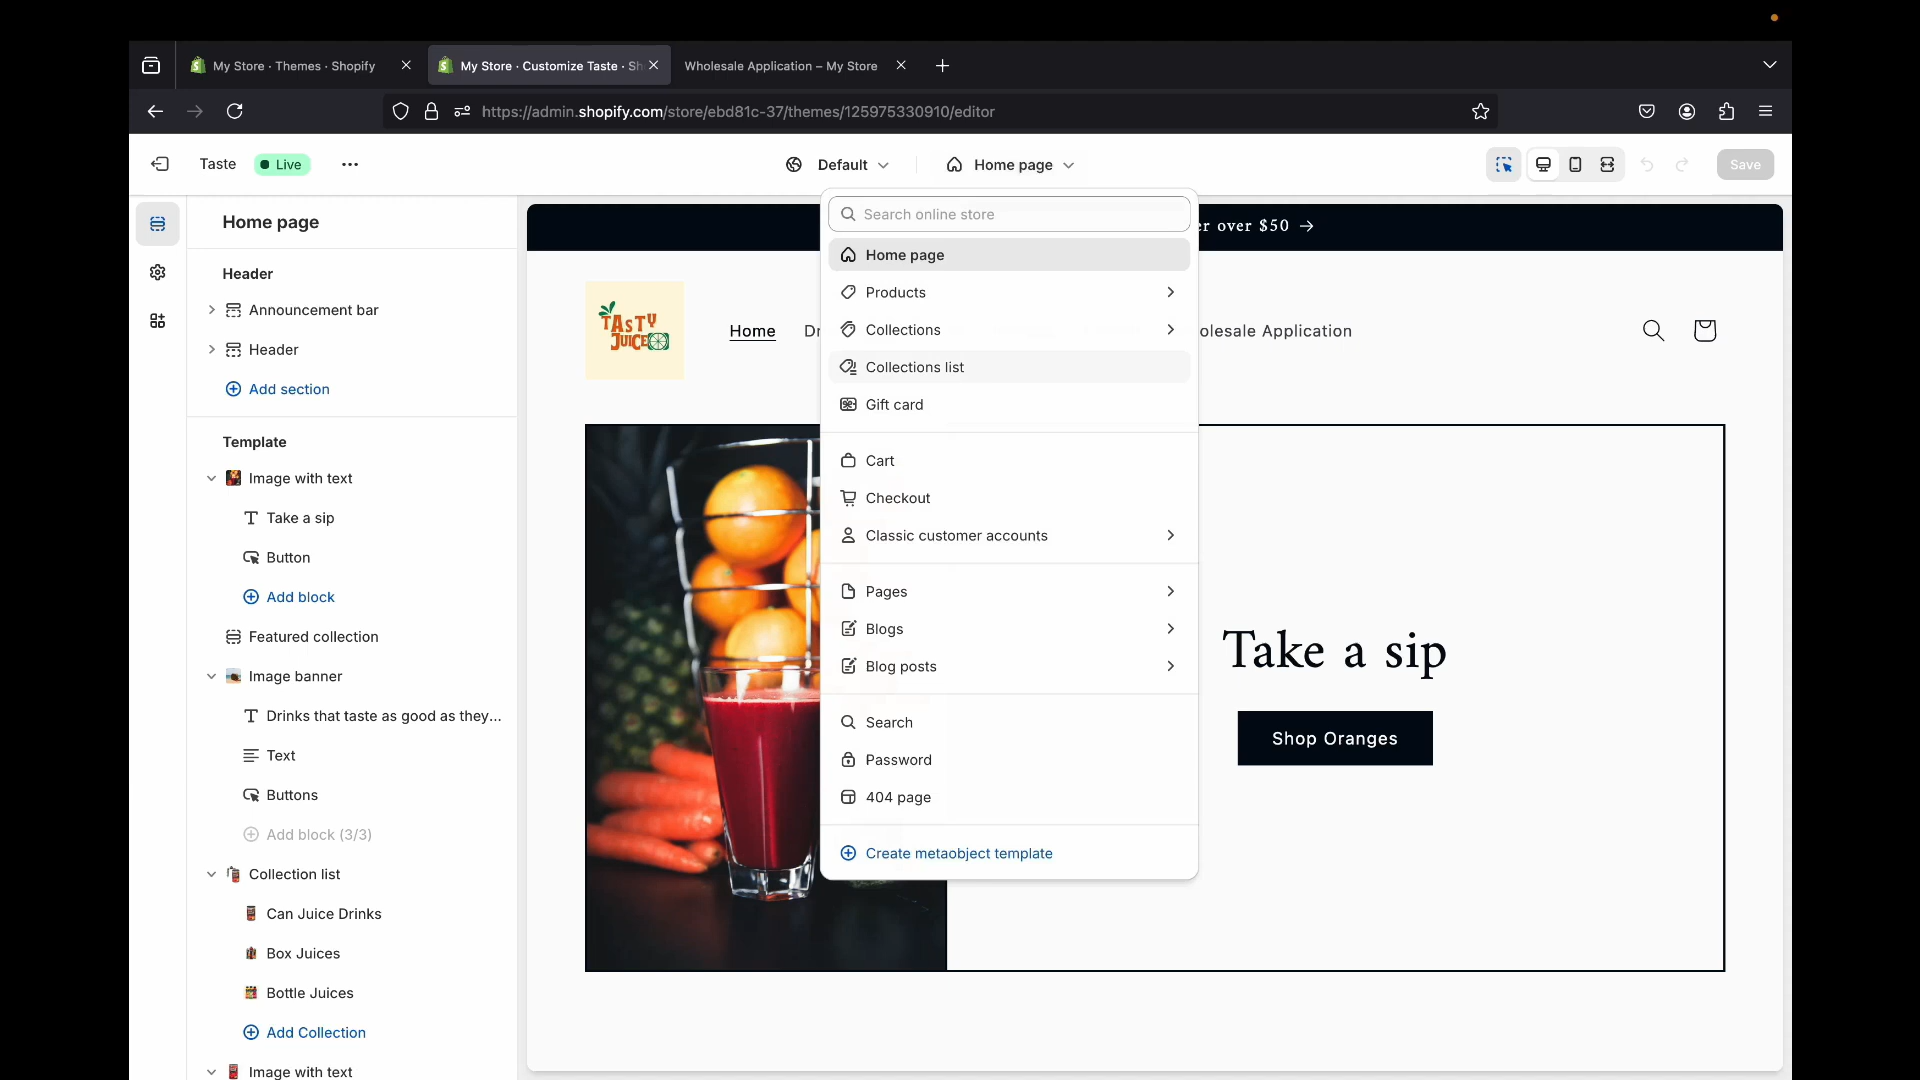 My Store · Themes · Shopify
My Store · Customize Taste · Sh
Wholesale Application – My Store
https://admin.shopify.com/store/ebd81c-37/themes/125975330910/editor
Taste
Live
Default
Home page
Save
Home page
Header
Announcement bar
Header
Add section
Template
Image with text
Take a sip
Button
Add block
Featured collection
Image banner
Drinks that taste as good as they...
Text
Buttons
Add block (3/3)
Collection list
Can Juice Drinks
Box Juices
Bottle Juices
Add Collection
Image with text
Search online store
Home page
Products
Collections
Collections list
Gift card
Cart
Checkout
Classic customer accounts
Pages
Blogs
Blog posts
Search
Password
404 page
Create metaobject template
er over $50 →
TASTY
JUICE
Home
Dr
olesale Application
Take a sip
Shop Oranges